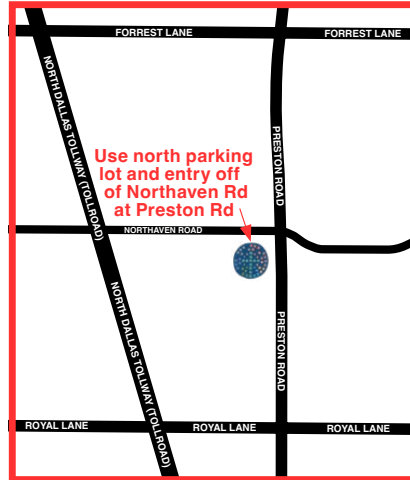 FORREST LANE
FORREST LANE
NORTH DALLAS TOLLWAY (TOLLROAD)
PRESTON ROAD
Use north parking
lot and entry off
of Northaven Rd
at Preston Rd
NORTHAVEN ROAD
NORTH DALLAS TOLLWAY (TOLLROAD)
PRESTON ROAD
ROYAL LANE
ROYAL LANE
ROYAL LANE